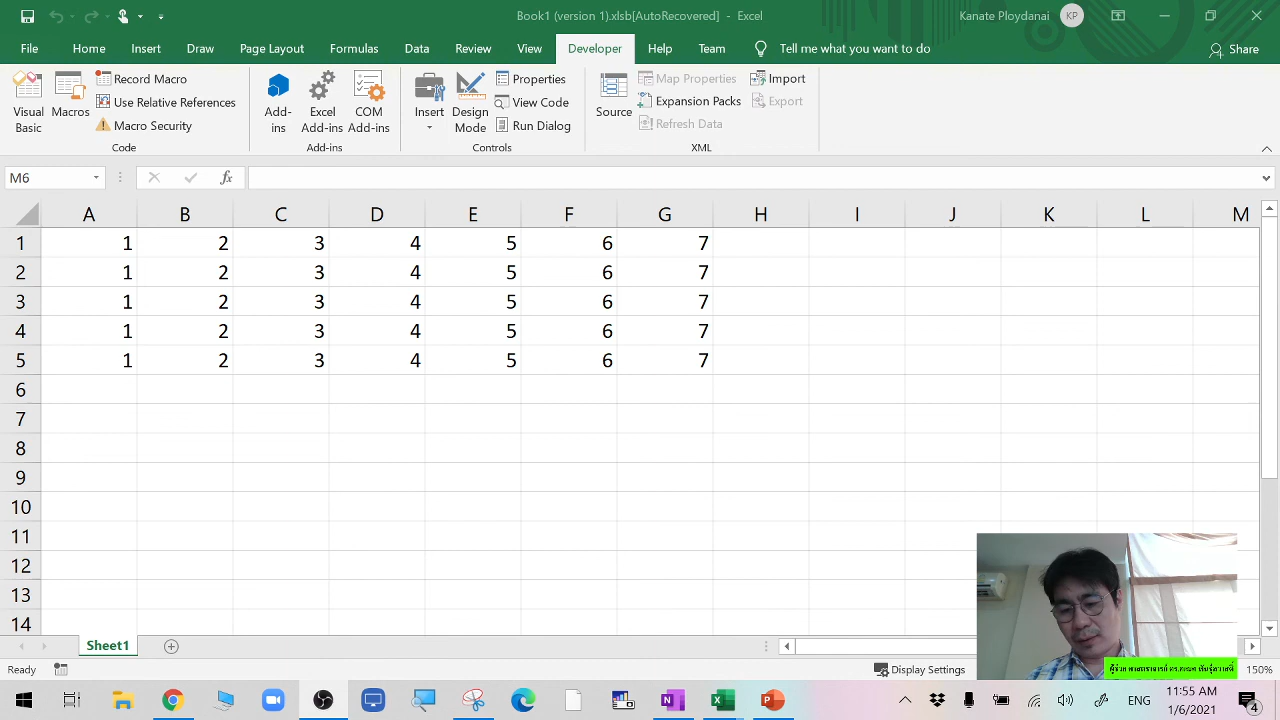 Book1 (version 1).xlsb[AutoRecovered] - Excel
Kanate Ploydanai KP
File Home Insert Draw Page Layout Formulas Data Review View Developer Help Team Tell me what you want to do Share
Visual Basic
Macros
Record Macro
Use Relative References
Macro Security
Code
Add-ins
Excel Add-ins
COM Add-ins
Add-ins
Insert
Design Mode
Properties
View Code
Run Dialog
Controls
Source
Map Properties
Expansion Packs
Refresh Data
Import
Export
XML
M6 fx
A B C D E F G H I J K L M
1 1 2 3 4 5 6 7
2 1 2 3 4 5 6 7
3 1 2 3 4 5 6 7
4 1 2 3 4 5 6 7
5 1 2 3 4 5 6 7
6
7
8
9
10
11
12
13
14
Sheet1
Ready Display Settings 150%
11:55 AM
ENG
1/6/2021
4